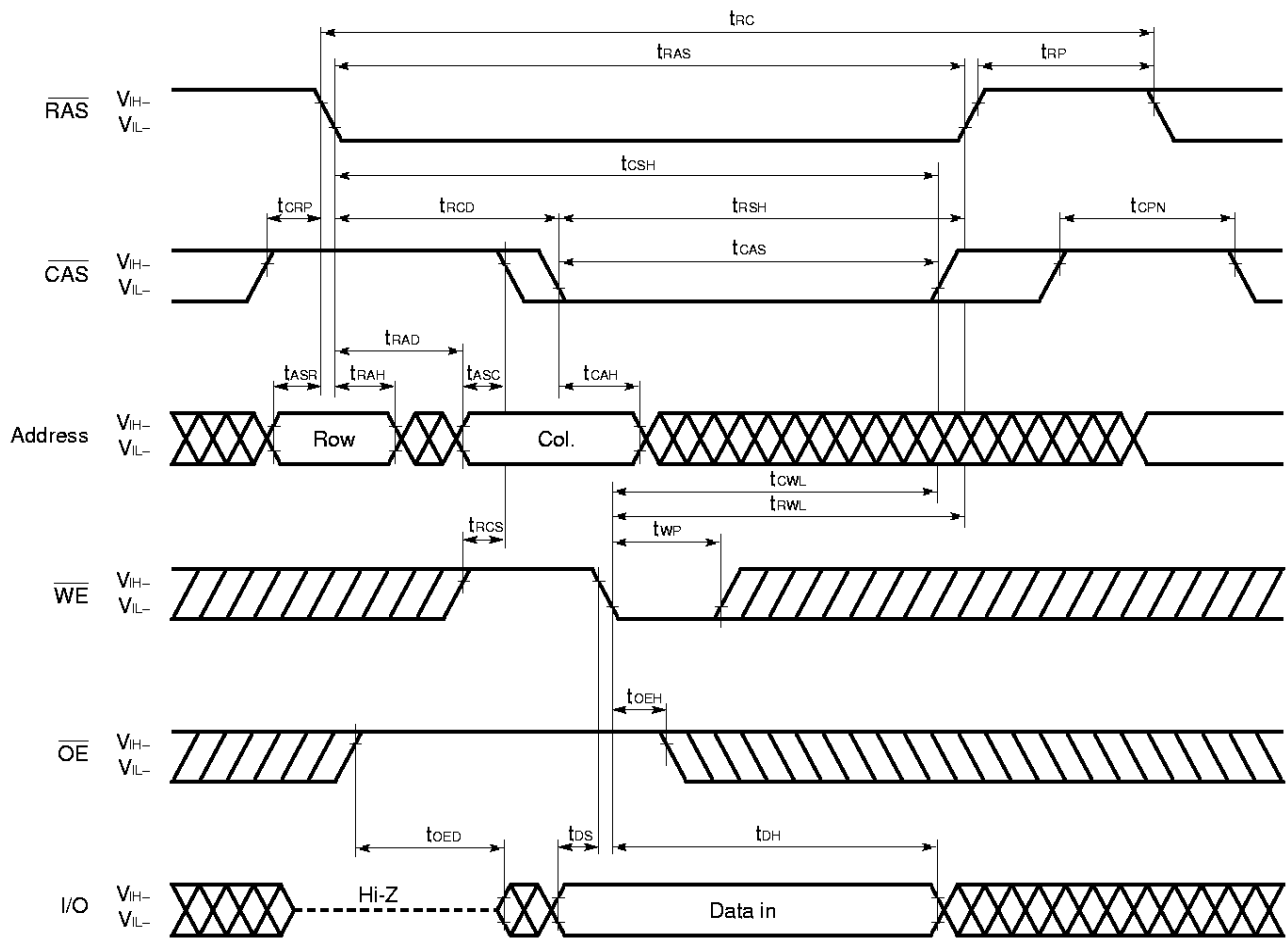 tRC
tRAS tRP
RAS VIH–
VIL–
tCSH
tCRP tRCD tRSH tCPN
CAS VIH– tCAS
VIL–
tRAD
tASR tRAH tASC tCAH
Address VIH– Row Col.
VIL–
tCWL
tRWL
tRCS tWP
WE VIH–
VIL–
tOEH
OE VIH–
VIL–
tOED tDS tDH
I/O VIH– Hi-Z Data in
VIL–